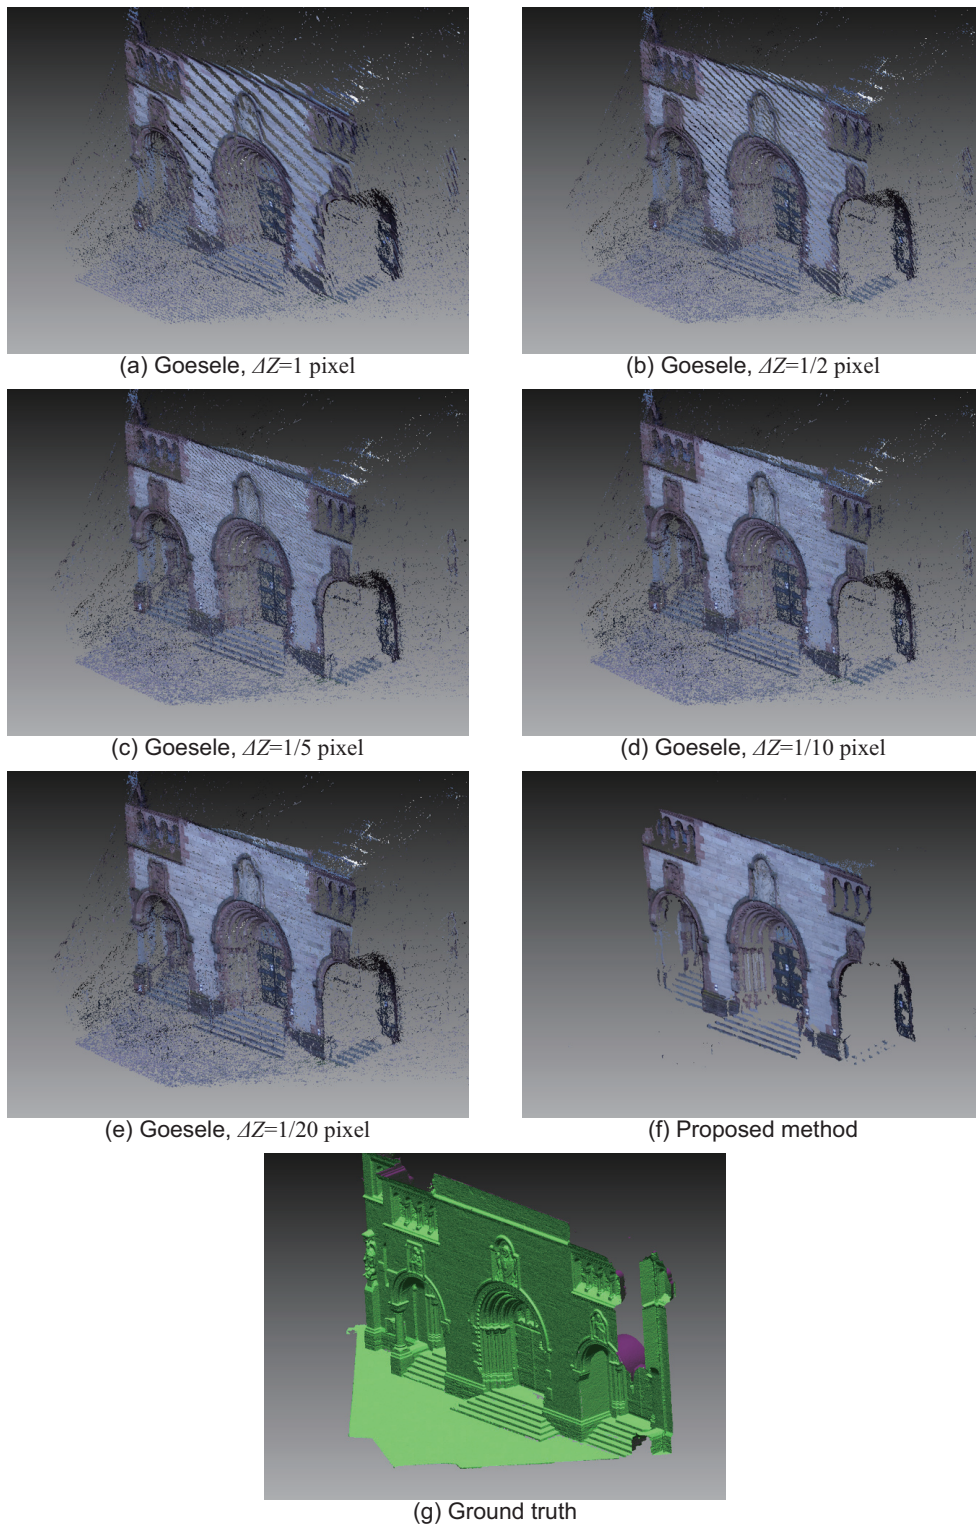 (a) Goesele, ΔZ=1 pixel
(b) Goesele, ΔZ=1/2 pixel
(c) Goesele, ΔZ=1/5 pixel
(d) Goesele, ΔZ=1/10 pixel
(e) Goesele, ΔZ=1/20 pixel
(f) Proposed method
(g) Ground truth